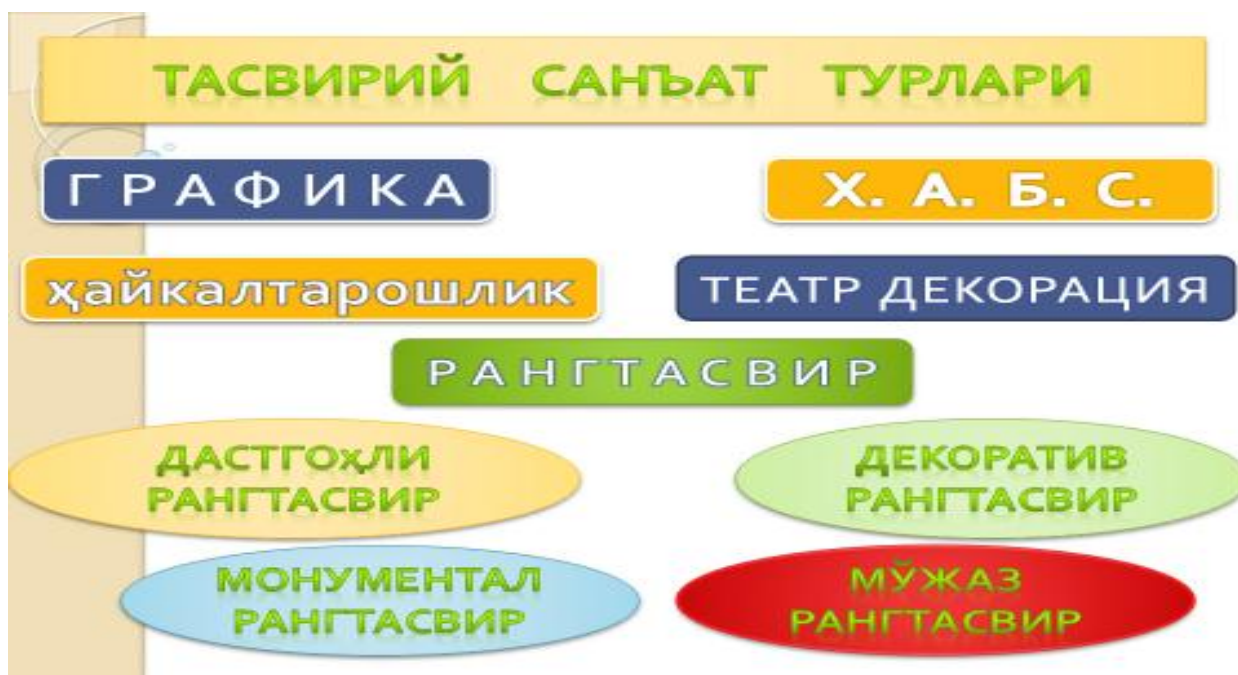 ТАСВИРИЙ САНЪАТ ТУРЛАРИ
ГРАФИКА
Х. А. Б. С.
ҳайкалтарошлик
ТЕАТР ДЕКОРАЦИЯ
РАНГТАСВИР
ДАСТГОҳЛИ
РАНГТАСВИР
ДЕКОРАТИВ
РАНГТАСВИР
МОНУМЕНТАЛ
РАНГТАСВИР
МЎЖАЗ
РАНГТАСВИР